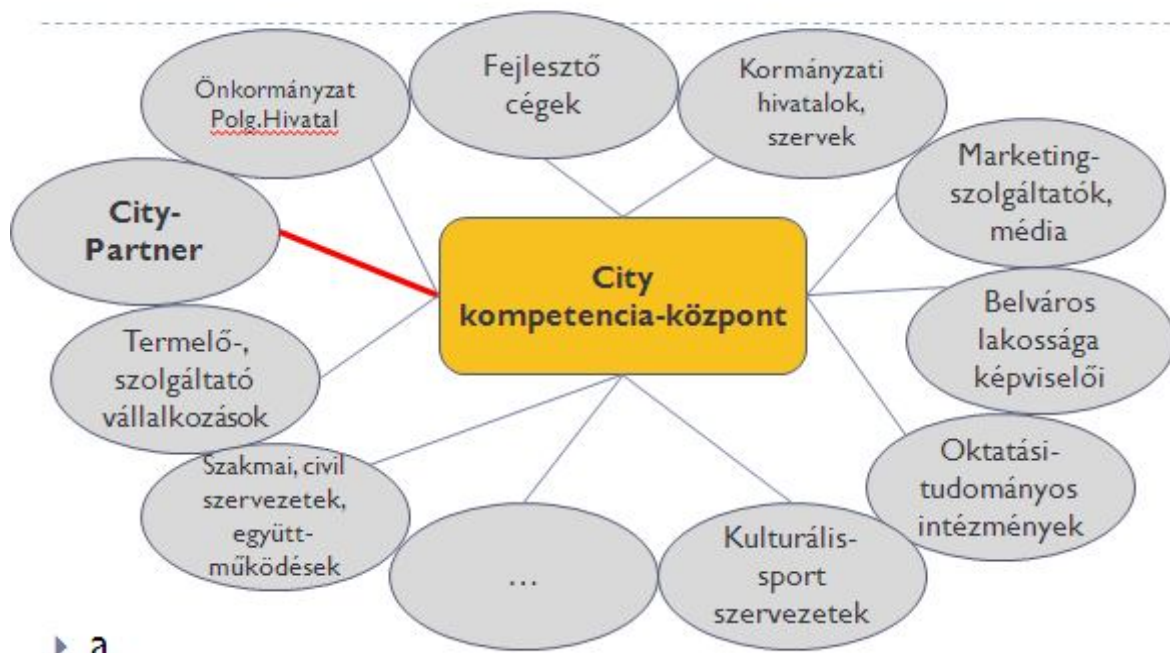 Önkormányzat
Polg.Hivatal
Fejlesztő
cégek
Kormányzati
hivatalok,
szervek
Marketing-
szolgáltatók,
média
City-
Partner
City
kompetencia-központ
Belváros
lakossága
képviselői
Termelő-,
szolgáltató
vállalkozások
Oktatási-
tudományos
intézmények
Szakmai, civil
szervezetek,
együtt-
működések
...
Kulturális-
sport
szervezetek
a